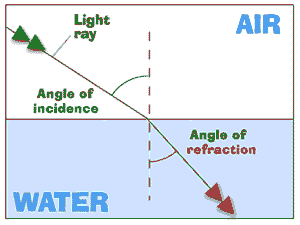 Light
ray
AIR
Angle of
incidence
Angle of
refraction
WATER